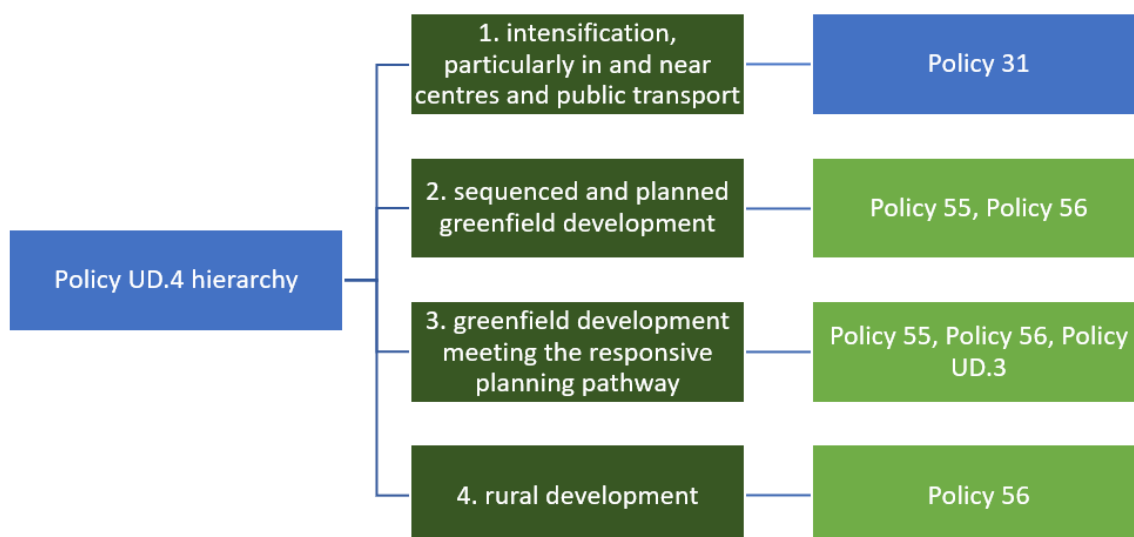 1. intensification,
particularly in and near
centres and public transport
Policy 31
2. sequenced and planned
greenfield development
Policy 55, Policy 56
Policy UD.4 hierarchy
3. greenfield development
meeting the responsive
planning pathway
Policy 55, Policy 56, Policy
UD.3
4. rural development
Policy 56